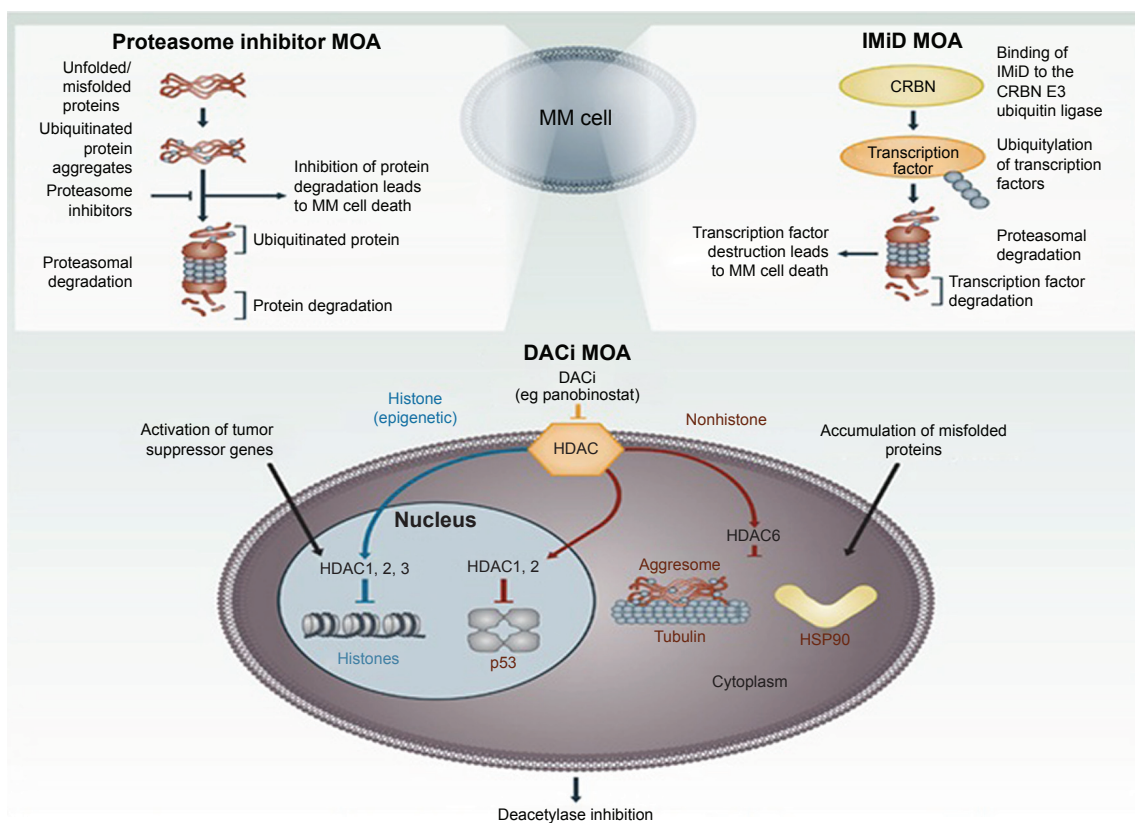 Proteasome inhibitor MOA
Unfolded/
misfolded
proteins
Ubiquitinated
protein
aggregates
Proteasome
inhibitors
Inhibition of protein
degradation leads
to MM cell death
Ubiquitinated protein
Proteasomal
degradation
Protein degradation
MM cell
IMiD MOA
CRBN
Binding of
IMiD to the
CRBN E3
ubiquitin ligase
Transcription
factor
Ubiquitylation
of transcription
factors
Transcription factor
destruction leads
to MM cell death
Proteasomal
degradation
Transcription factor
degradation
DACi MOA
DACi
(eg panobinostat)
Histone
(epigenetic)
Nonhistone
HDAC
Activation of tumor
suppressor genes
Accumulation of misfolded
proteins
Nucleus
HDAC1, 2, 3
HDAC1, 2
HDAC6
Histones
p53
Aggresome
Tubulin
HSP90
Cytoplasm
Deacetylase inhibition